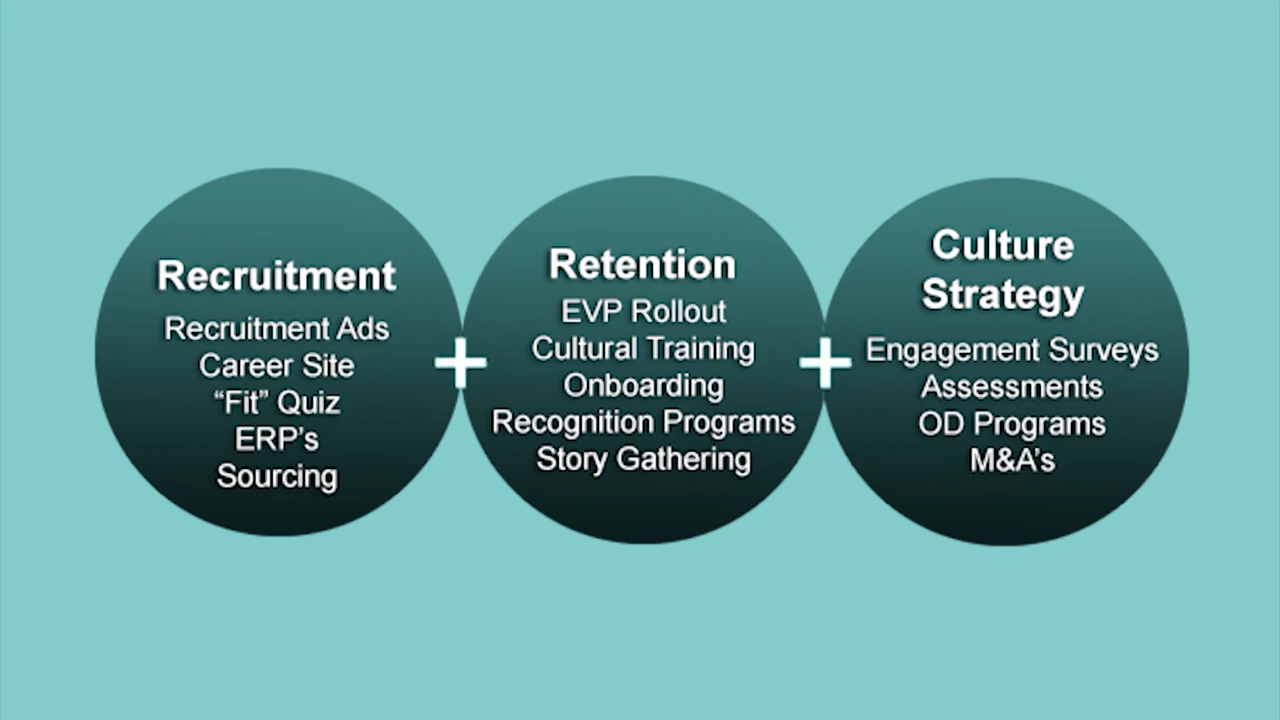 Recruitment
Recruitment Ads
Career Site
“Fit” Quiz
ERP’s
Sourcing
+
Retention
EVP Rollout
Cultural Training
Onboarding
Recognition Programs
Story Gathering
+
Culture
Strategy
Engagement Surveys
Assessments
OD Programs
M&A’s